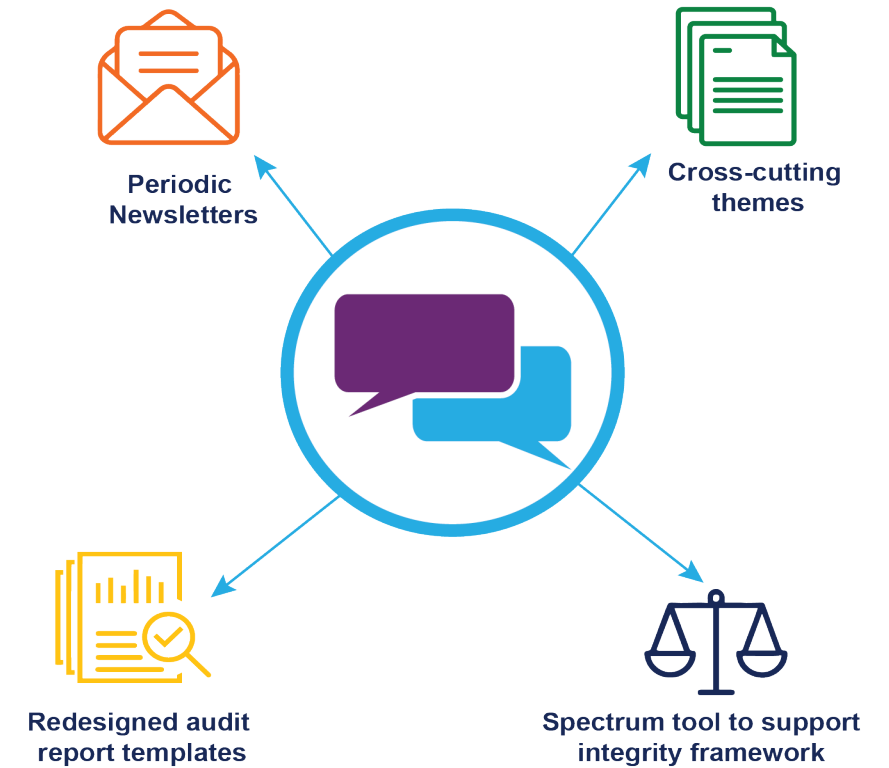 Periodic
Newsletters
Cross-cutting
themes
Redesigned audit
report templates
Spectrum tool to support
integrity framework